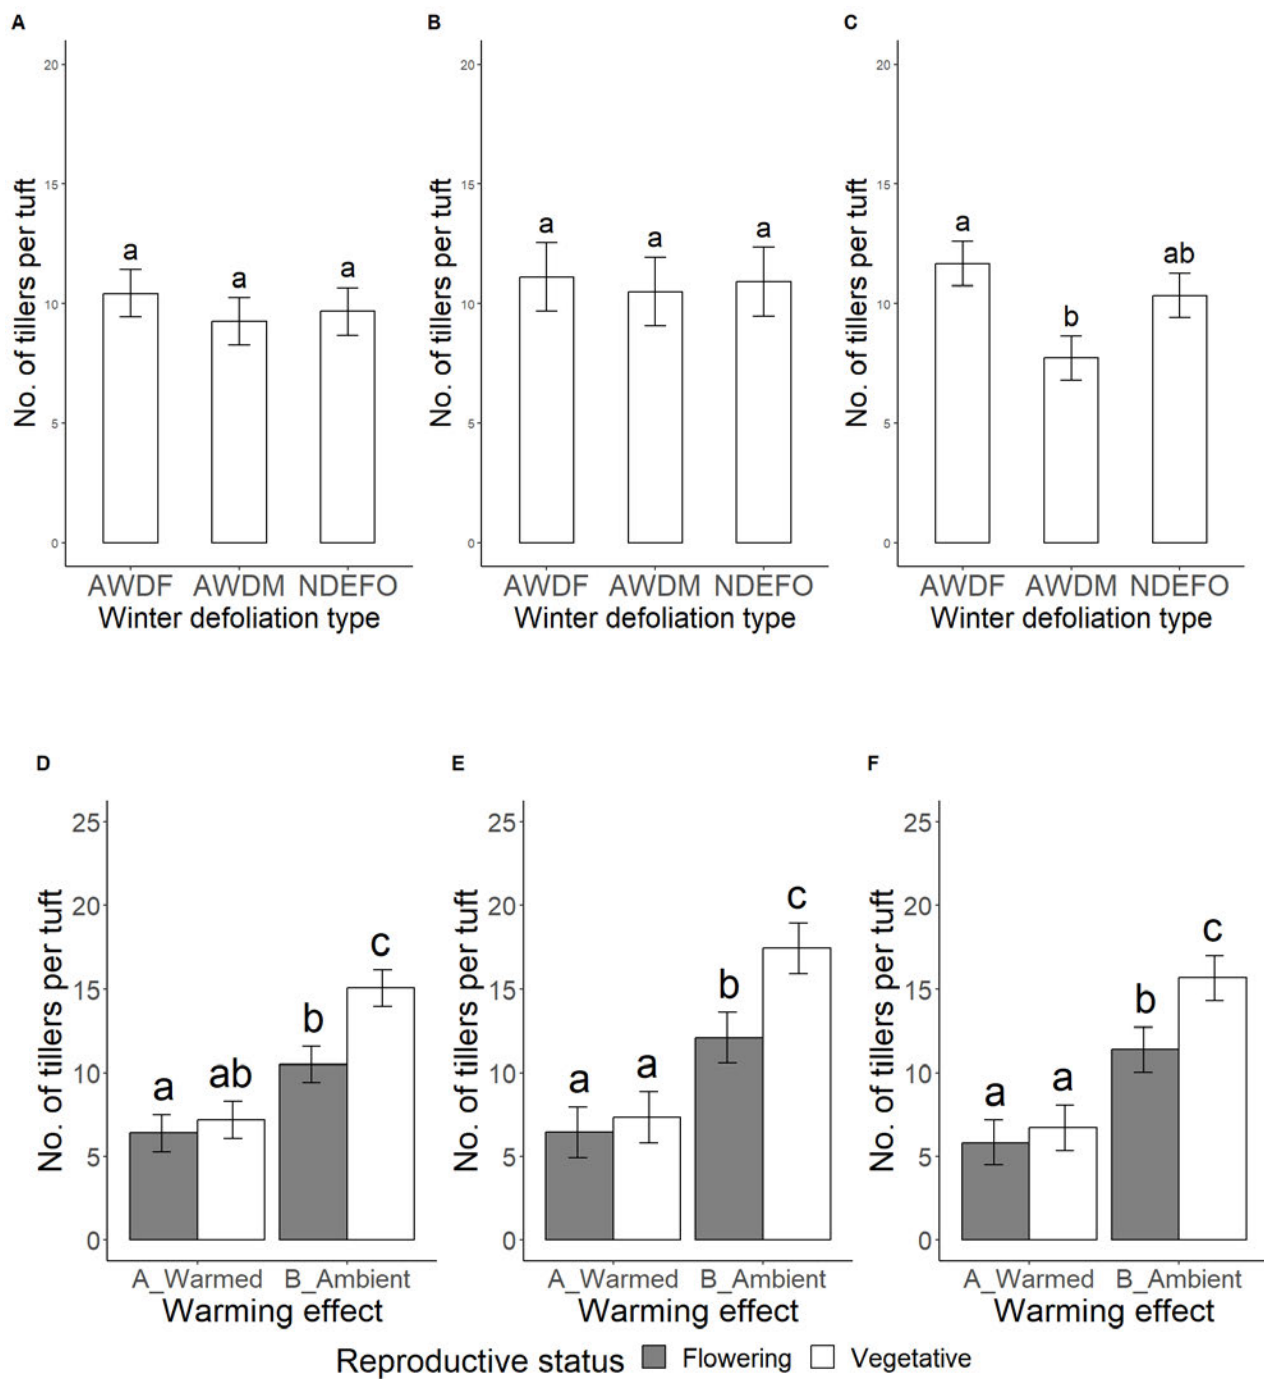 A B C
No. of tillers per tuft
20
15
10
5
0
a a a
AWDF AWDM NDEFO
Winter defoliation type
No. of tillers per tuft
20
15
10
5
0
a a a
AWDF AWDM NDEFO
Winter defoliation type
No. of tillers per tuft
20
15
10
5
0
a b ab
AWDF AWDM NDEFO
Winter defoliation type
D E F
No. of tillers per tuft
25
20
15
10
5
0
a ab b c
A_Warmed B_Ambient
Warming effect
No. of tillers per tuft
25
20
15
10
5
0
a a b c
A_Warmed B_Ambient
Warming effect
No. of tillers per tuft
25
20
15
10
5
0
a a b c
A_Warmed B_Ambient
Warming effect
Reproductive status Flowering Vegetative